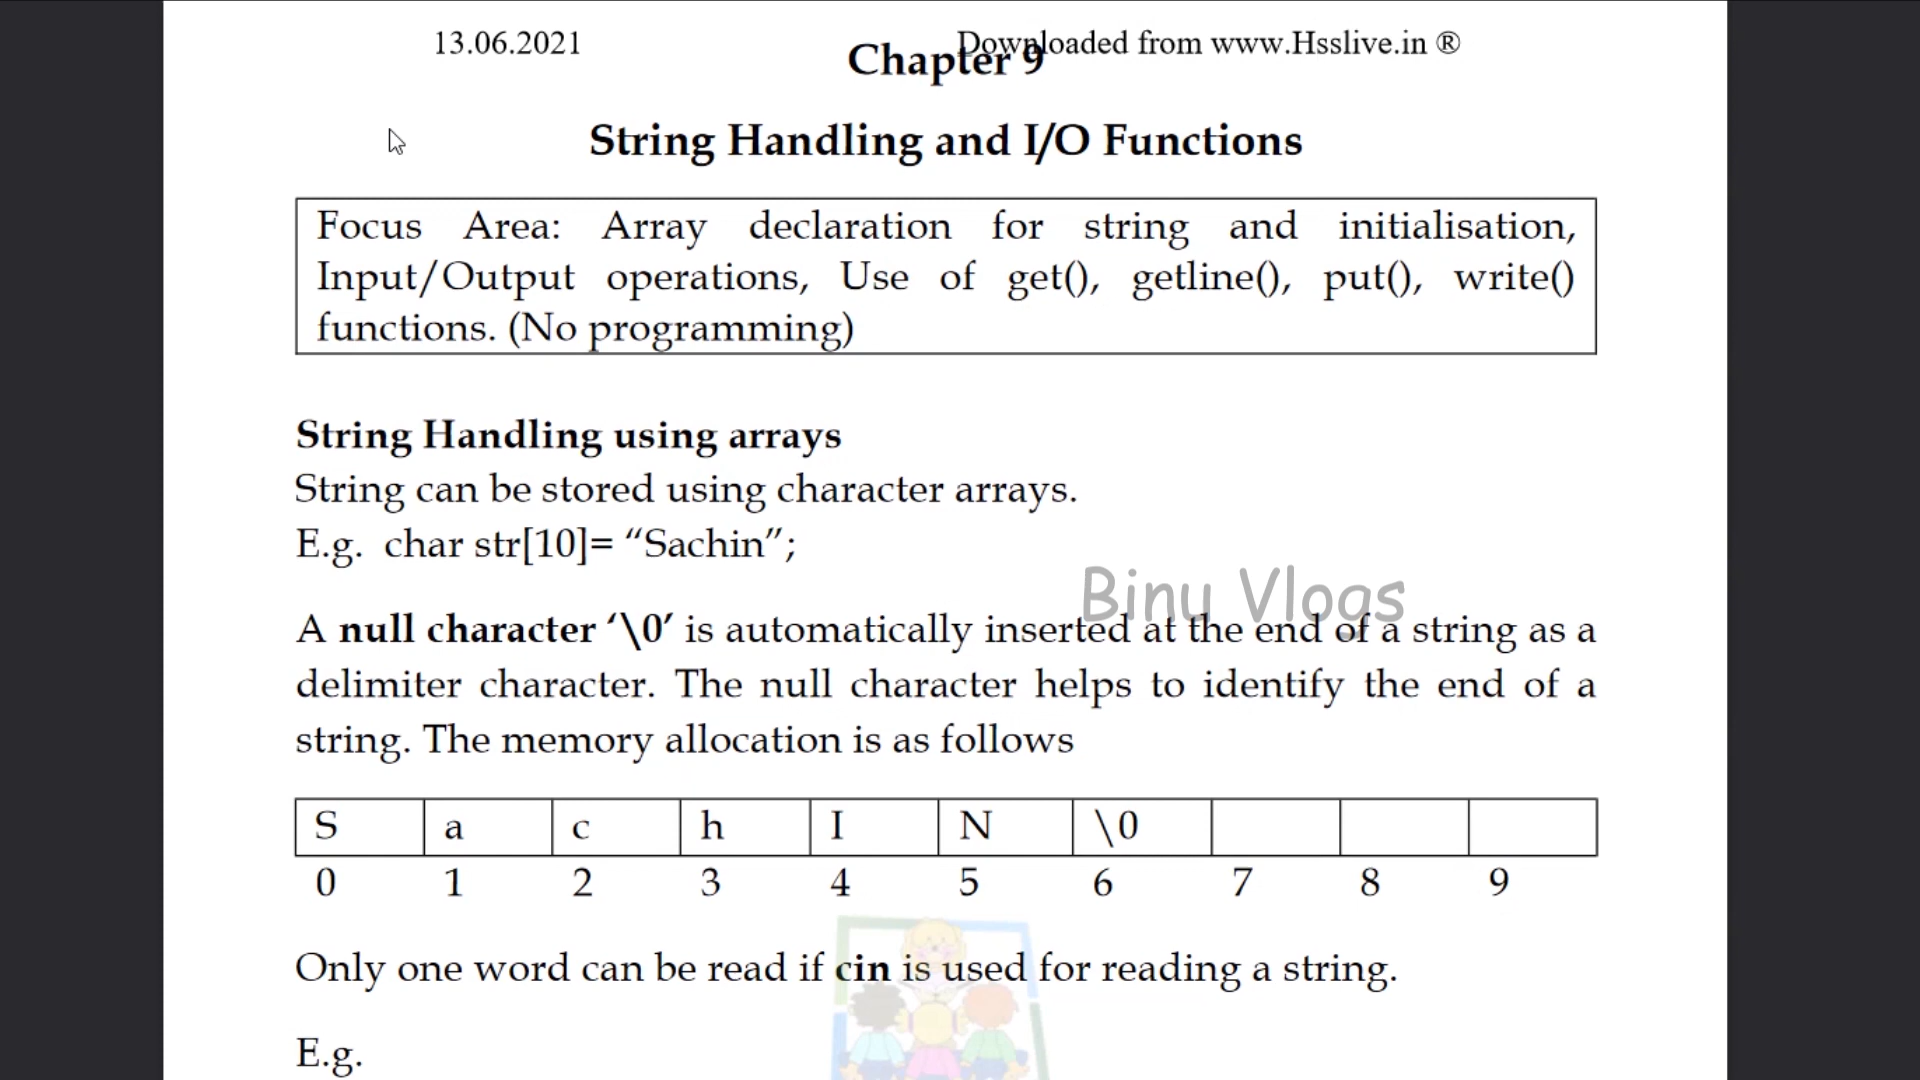 13.06.2021 Downloaded from www.Hsslive.in ®
Chapter 9
String Handling and I/O Functions
Focus Area: Array declaration for string and initialisation,
Input/Output operations, Use of get(), getline(), put(), write()
functions. (No programming)
String Handling using arrays
String can be stored using character arrays.
E.g. char str[10]= “Sachin”;
Binu Vlogs
A null character ‘\0’ is automatically inserted at the end of a string as a
delimiter character. The null character helps to identify the end of a
string. The memory allocation is as follows
S a c h I N \0
0 1 2 3 4 5 6 7 8 9
Only one word can be read if cin is used for reading a string.
E.g.